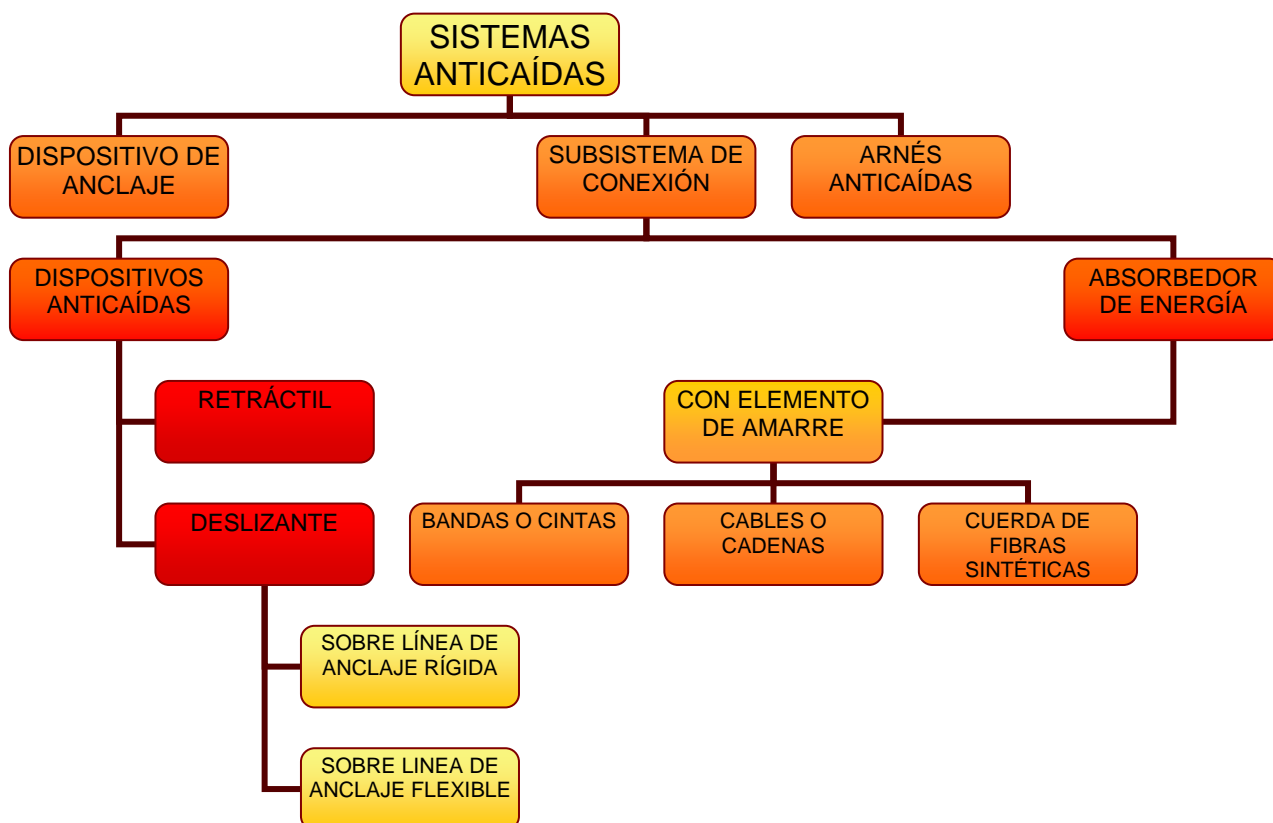 SISTEMAS
ANTICAÍDAS
DISPOSITIVO DE
ANCLAJE
SUBSISTEMA DE
CONEXIÓN
ARNÉS
ANTICAÍDAS
DISPOSITIVOS
ANTICAÍDAS
ABSORBEDOR
DE ENERGÍA
RETRÁCTIL
CON ELEMENTO
DE AMARRE
DESLIZANTE
BANDAS O CINTAS
CABLES O
CADENAS
CUERDA DE
FIBRAS
SINTÉTICAS
SOBRE LÍNEA DE
ANCLAJE RÍGIDA
SOBRE LINEA DE
ANCLAJE FLEXIBLE